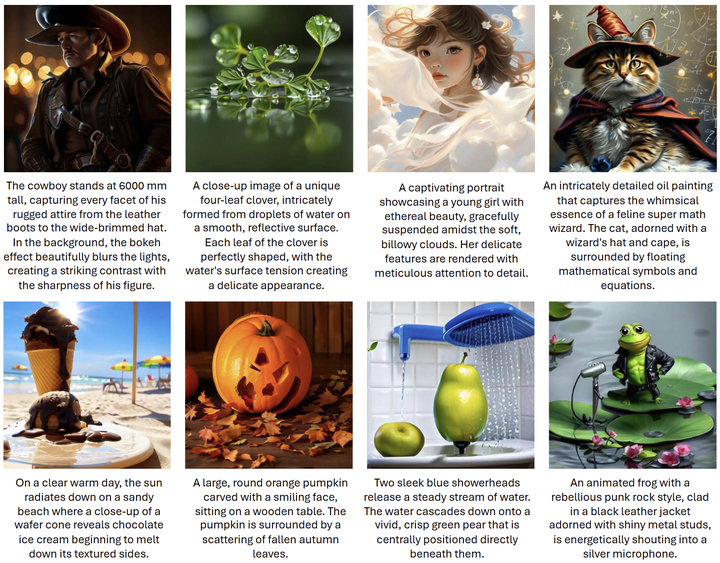 The cowboy stands at 6000 mm
tall, capturing every facet of his
rugged attire from the leather
boots to the wide-brimmed hat.
In the background, the bokeh
effect beautifully blurs the lights,
creating a striking contrast with
the sharpness of his figure.
A close-up image of a unique
four-leaf clover, intricately
formed from droplets of water on
a smooth, reflective surface.
Each leaf of the clover is
perfectly shaped, with the
water's surface tension creating
a delicate appearance.
A captivating portrait
showcasing a young girl with
ethereal beauty, gracefully
suspended amidst the soft,
billowy clouds. Her delicate
features are rendered with
meticulous attention to detail.
An intricately detailed oil painting
that captures the whimsical
essence of a feline super math
wizard. The cat, adorned with a
wizard's hat and cape, is
surrounded by floating
mathematical symbols and
equations.
On a clear warm day, the sun
radiates down on a sandy
beach where a close-up of a
wafer cone reveals chocolate
ice cream beginning to melt
down its textured sides.
A large, round orange pumpkin
carved with a smiling face,
sitting on a wooden table. The
pumpkin is surrounded by a
scattering of fallen autumn
leaves.
Two sleek blue showerheads
release a steady stream of water.
The water cascades down onto a
vivid, crisp green pear that is
centrally positioned directly
beneath them.
An animated frog with a
rebellious punk rock style, clad
in a black leather jacket
adorned with shiny metal studs,
is energetically shouting into a
silver microphone.